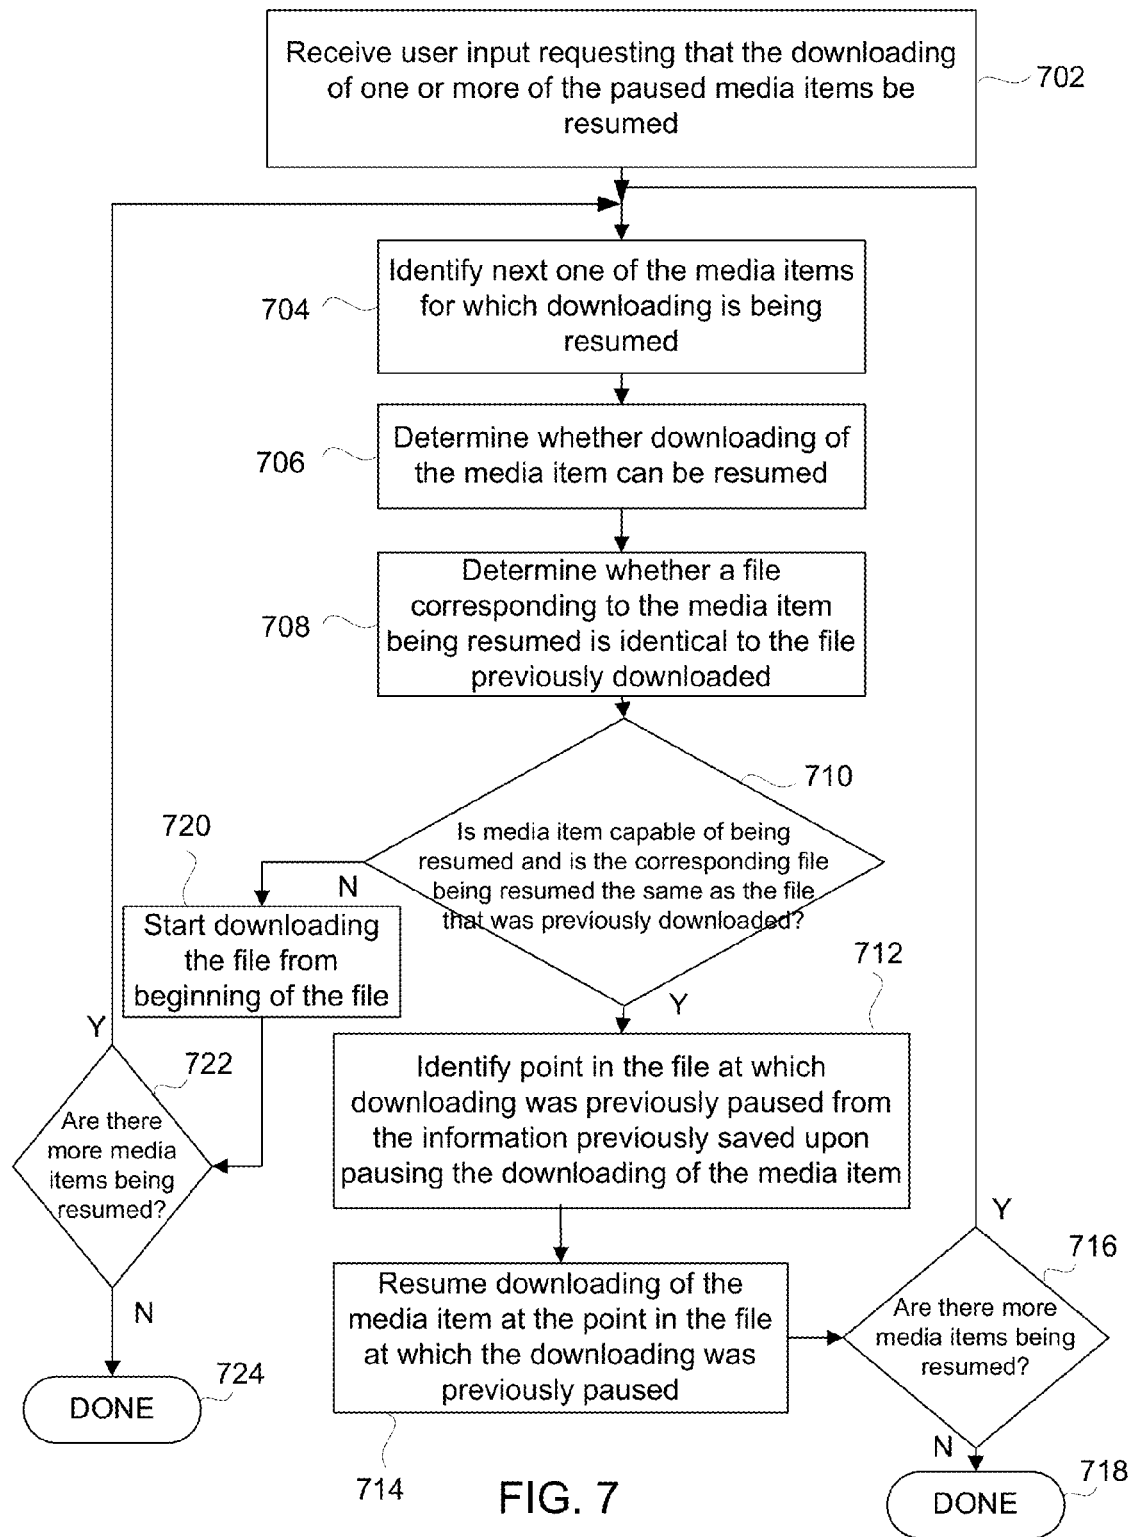 Receive user input requesting that the downloading
of one or more of the paused media items be
resumed
702
Identify next one of the media items
for which downloading is being
resumed
704
Determine whether downloading of
the media item can be resumed
706
Determine whether a file
corresponding to the media item
being resumed is identical to the file
previously downloaded
708
710
Is media item capable of being
resumed and is the corresponding file
being resumed the same as the file
that was previously downloaded?
N
Y
720
Start downloading
the file from
beginning of the file
712
Identify point in the file at which
downloading was previously paused from
the information previously saved upon
pausing the downloading of the media item
Y
722
Are there
more media
items being
resumed?
N
DONE
724
Resume downloading of the
media item at the point in the file
at which the downloading was
previously paused
714
Y
716
Are there more
media items being
resumed?
N
DONE
718
FIG. 7